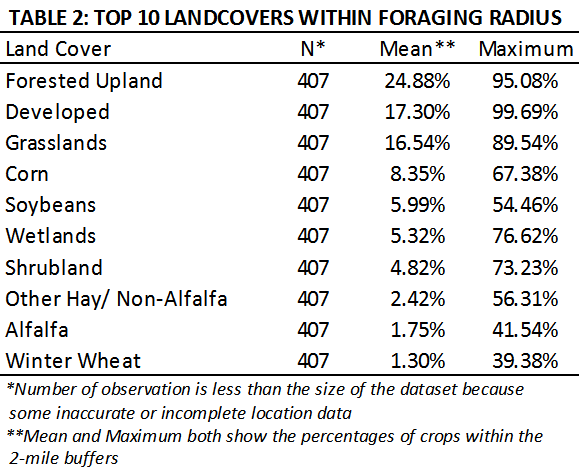 TABLE 2: TOP 10 LANDCOVERS WITHIN FORAGING RADIUS
Land Cover N* Mean** Maximum
Forested Upland 407 24.88% 95.08%
Developed 407 17.30% 99.69%
Grasslands 407 16.54% 89.54%
Corn 407 8.35% 67.38%
Soybeans 407 5.99% 54.46%
Wetlands 407 5.32% 76.62%
Shrubland 407 4.82% 73.23%
Other Hay/ Non-Alfalfa 407 2.42% 56.31%
Alfalfa 407 1.75% 41.54%
Winter Wheat 407 1.30% 39.38%
*Number of observation is less than the size of the dataset because
some inaccurate or incomplete location data
**Mean and Maximum both show the percentages of crops within the
2-mile buffers